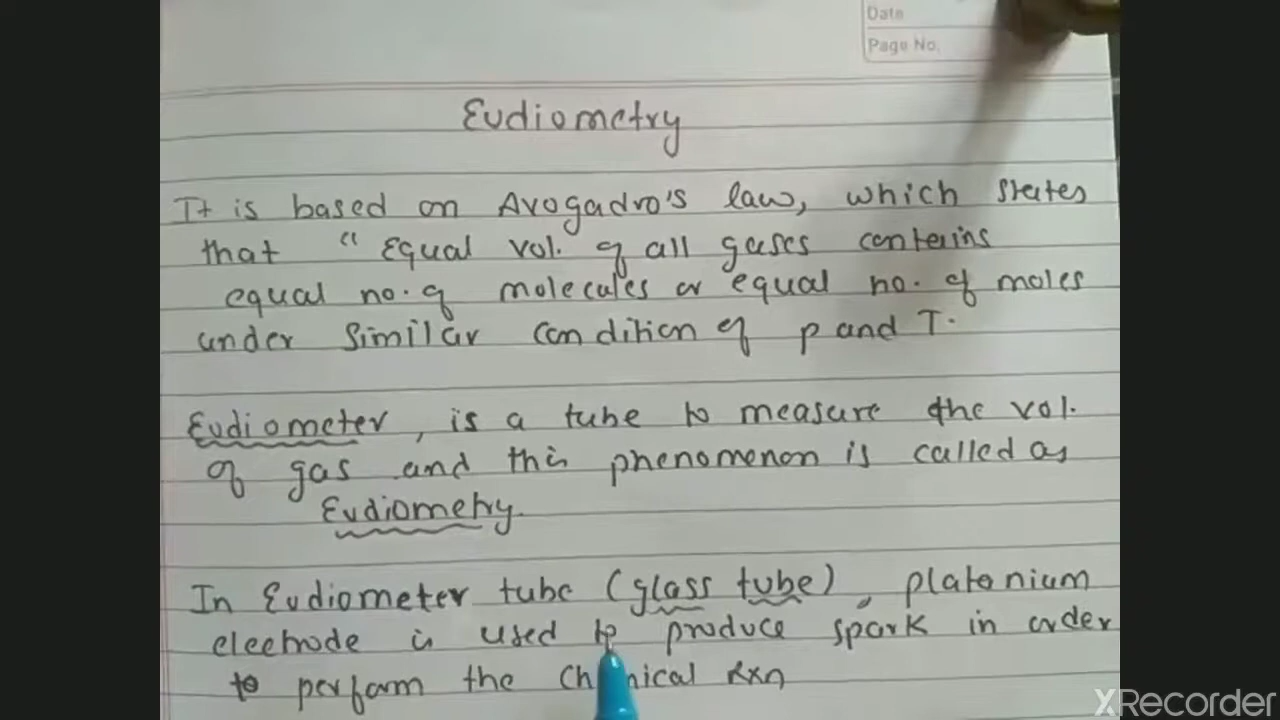 Date
Page No.
Eudiometry
It is based on Avogadro's law, which states
that "Equal vol. of all gases contains
equal no. of molecules or equal no. of moles
under similar condition of p and T.
Eudiometer, is a tube to measure the vol.
of gas and this phenomenon is called as
Eudiometry.
In Eudiometer tube (glass tube), platenium
electrode is used to produce spark in order
to perform the Chemical Rxn
XRecorder